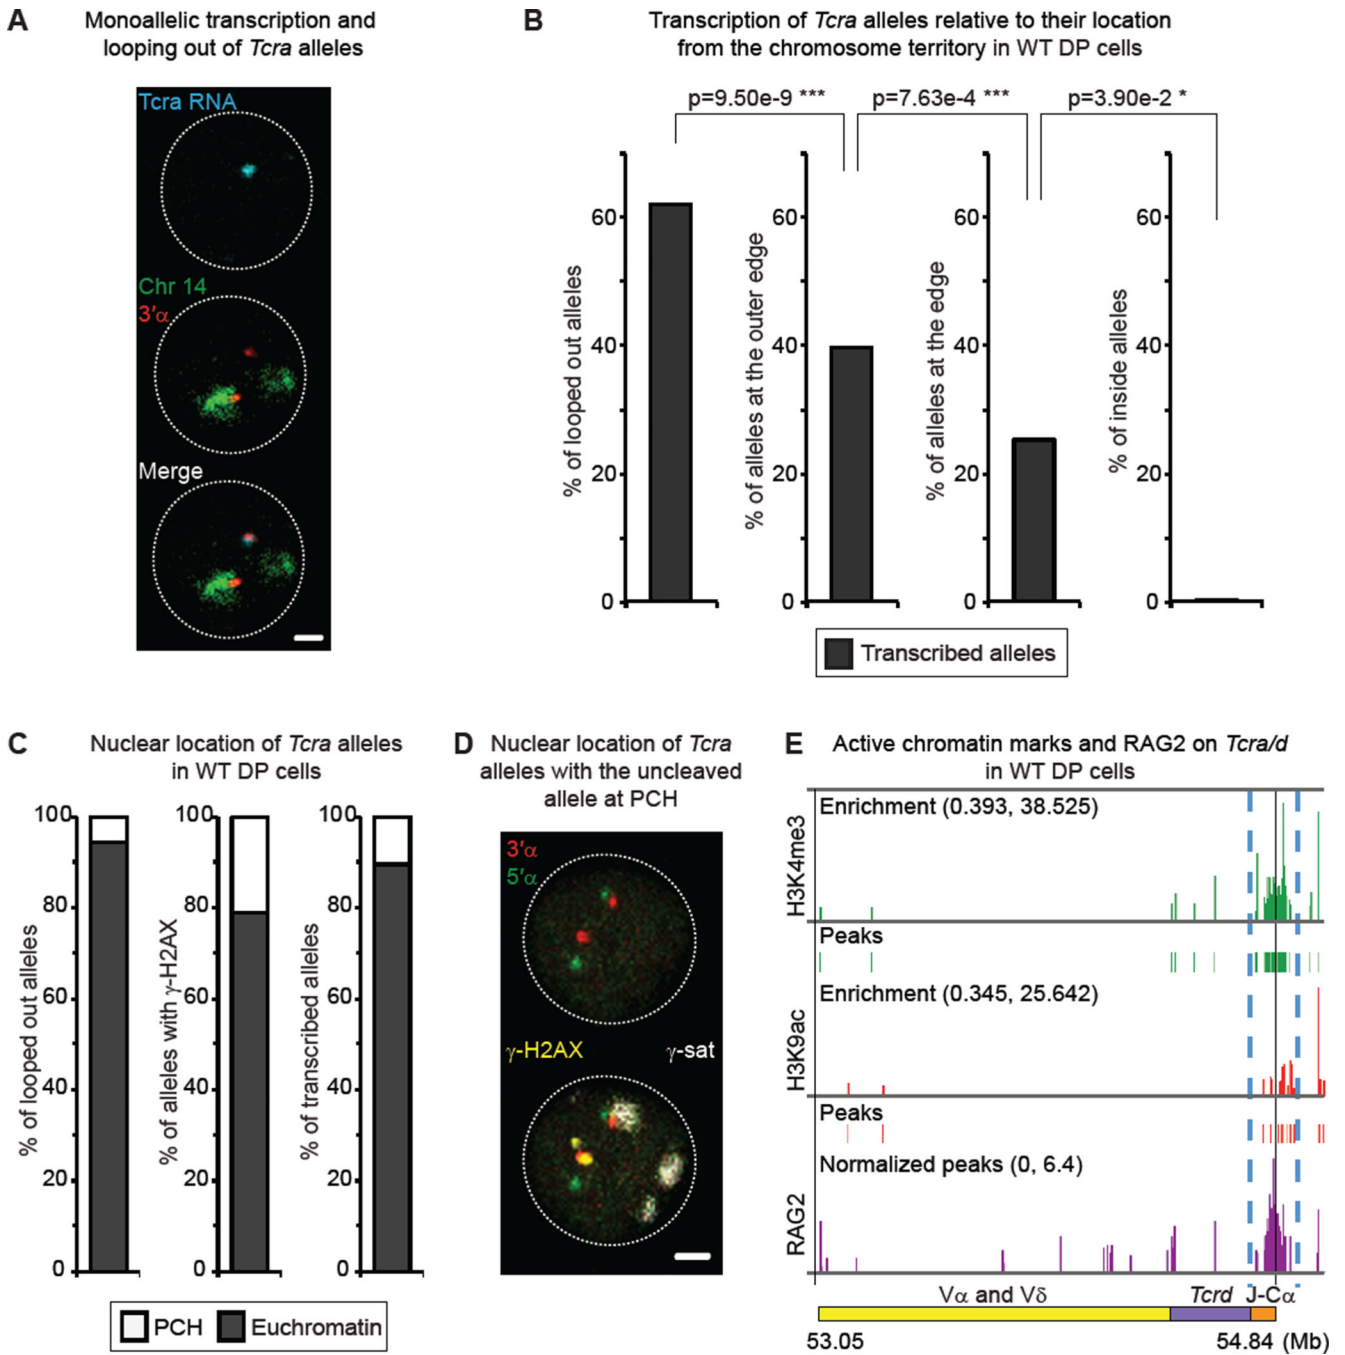 A
Monoallelic transcription and
looping out of Tcra alleles
Tcra RNA
Chr 14
3'α
Merge
B
Transcription of Tcra alleles relative to their location
from the chromosome territory in WT DP cells
p=9.50e-9 ***
p=7.63e-4 ***
p=3.90e-2 *
% of looped out alleles
60
40
20
0
% of alleles at the outer edge
60
40
20
0
% of alleles at the edge
60
40
20
0
% of inside alleles
60
40
20
0
Transcribed alleles
C
Nuclear location of Tcra alleles
in WT DP cells
% of looped out alleles
100
80
60
40
20
0
% of alleles with γ-H2AX
100
80
60
40
20
0
% of transcribed alleles
100
80
60
40
20
0
PCH
Euchromatin
D
Nuclear location of Tcra
alleles with the uncleaved
allele at PCH
3'α
5'α
γ-H2AX
γ-sat
E
Active chromatin marks and RAG2 on Tcra/d
in WT DP cells
H3K4me3
Enrichment (0.393, 38.525)
Peaks
H3K9ac
Enrichment (0.345, 25.642)
Peaks
RAG2
Normalized peaks (0, 6.4)
Vα and Vδ
Tcrd
J-Cα
53.05
54.84 (Mb)